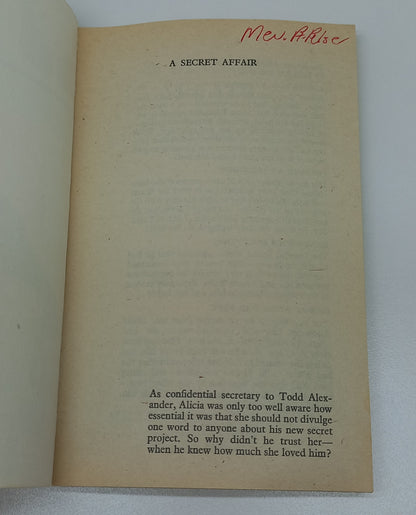 Mev. P. Pelser
A SECRET AFFAIR
As confidential secretary to Todd Alex-
ander, Alicia was only too well aware how
essential it was that she should not divulge
one word to anyone about his new secret
project. So why didn't he trust her—
when he knew how much she loved him?